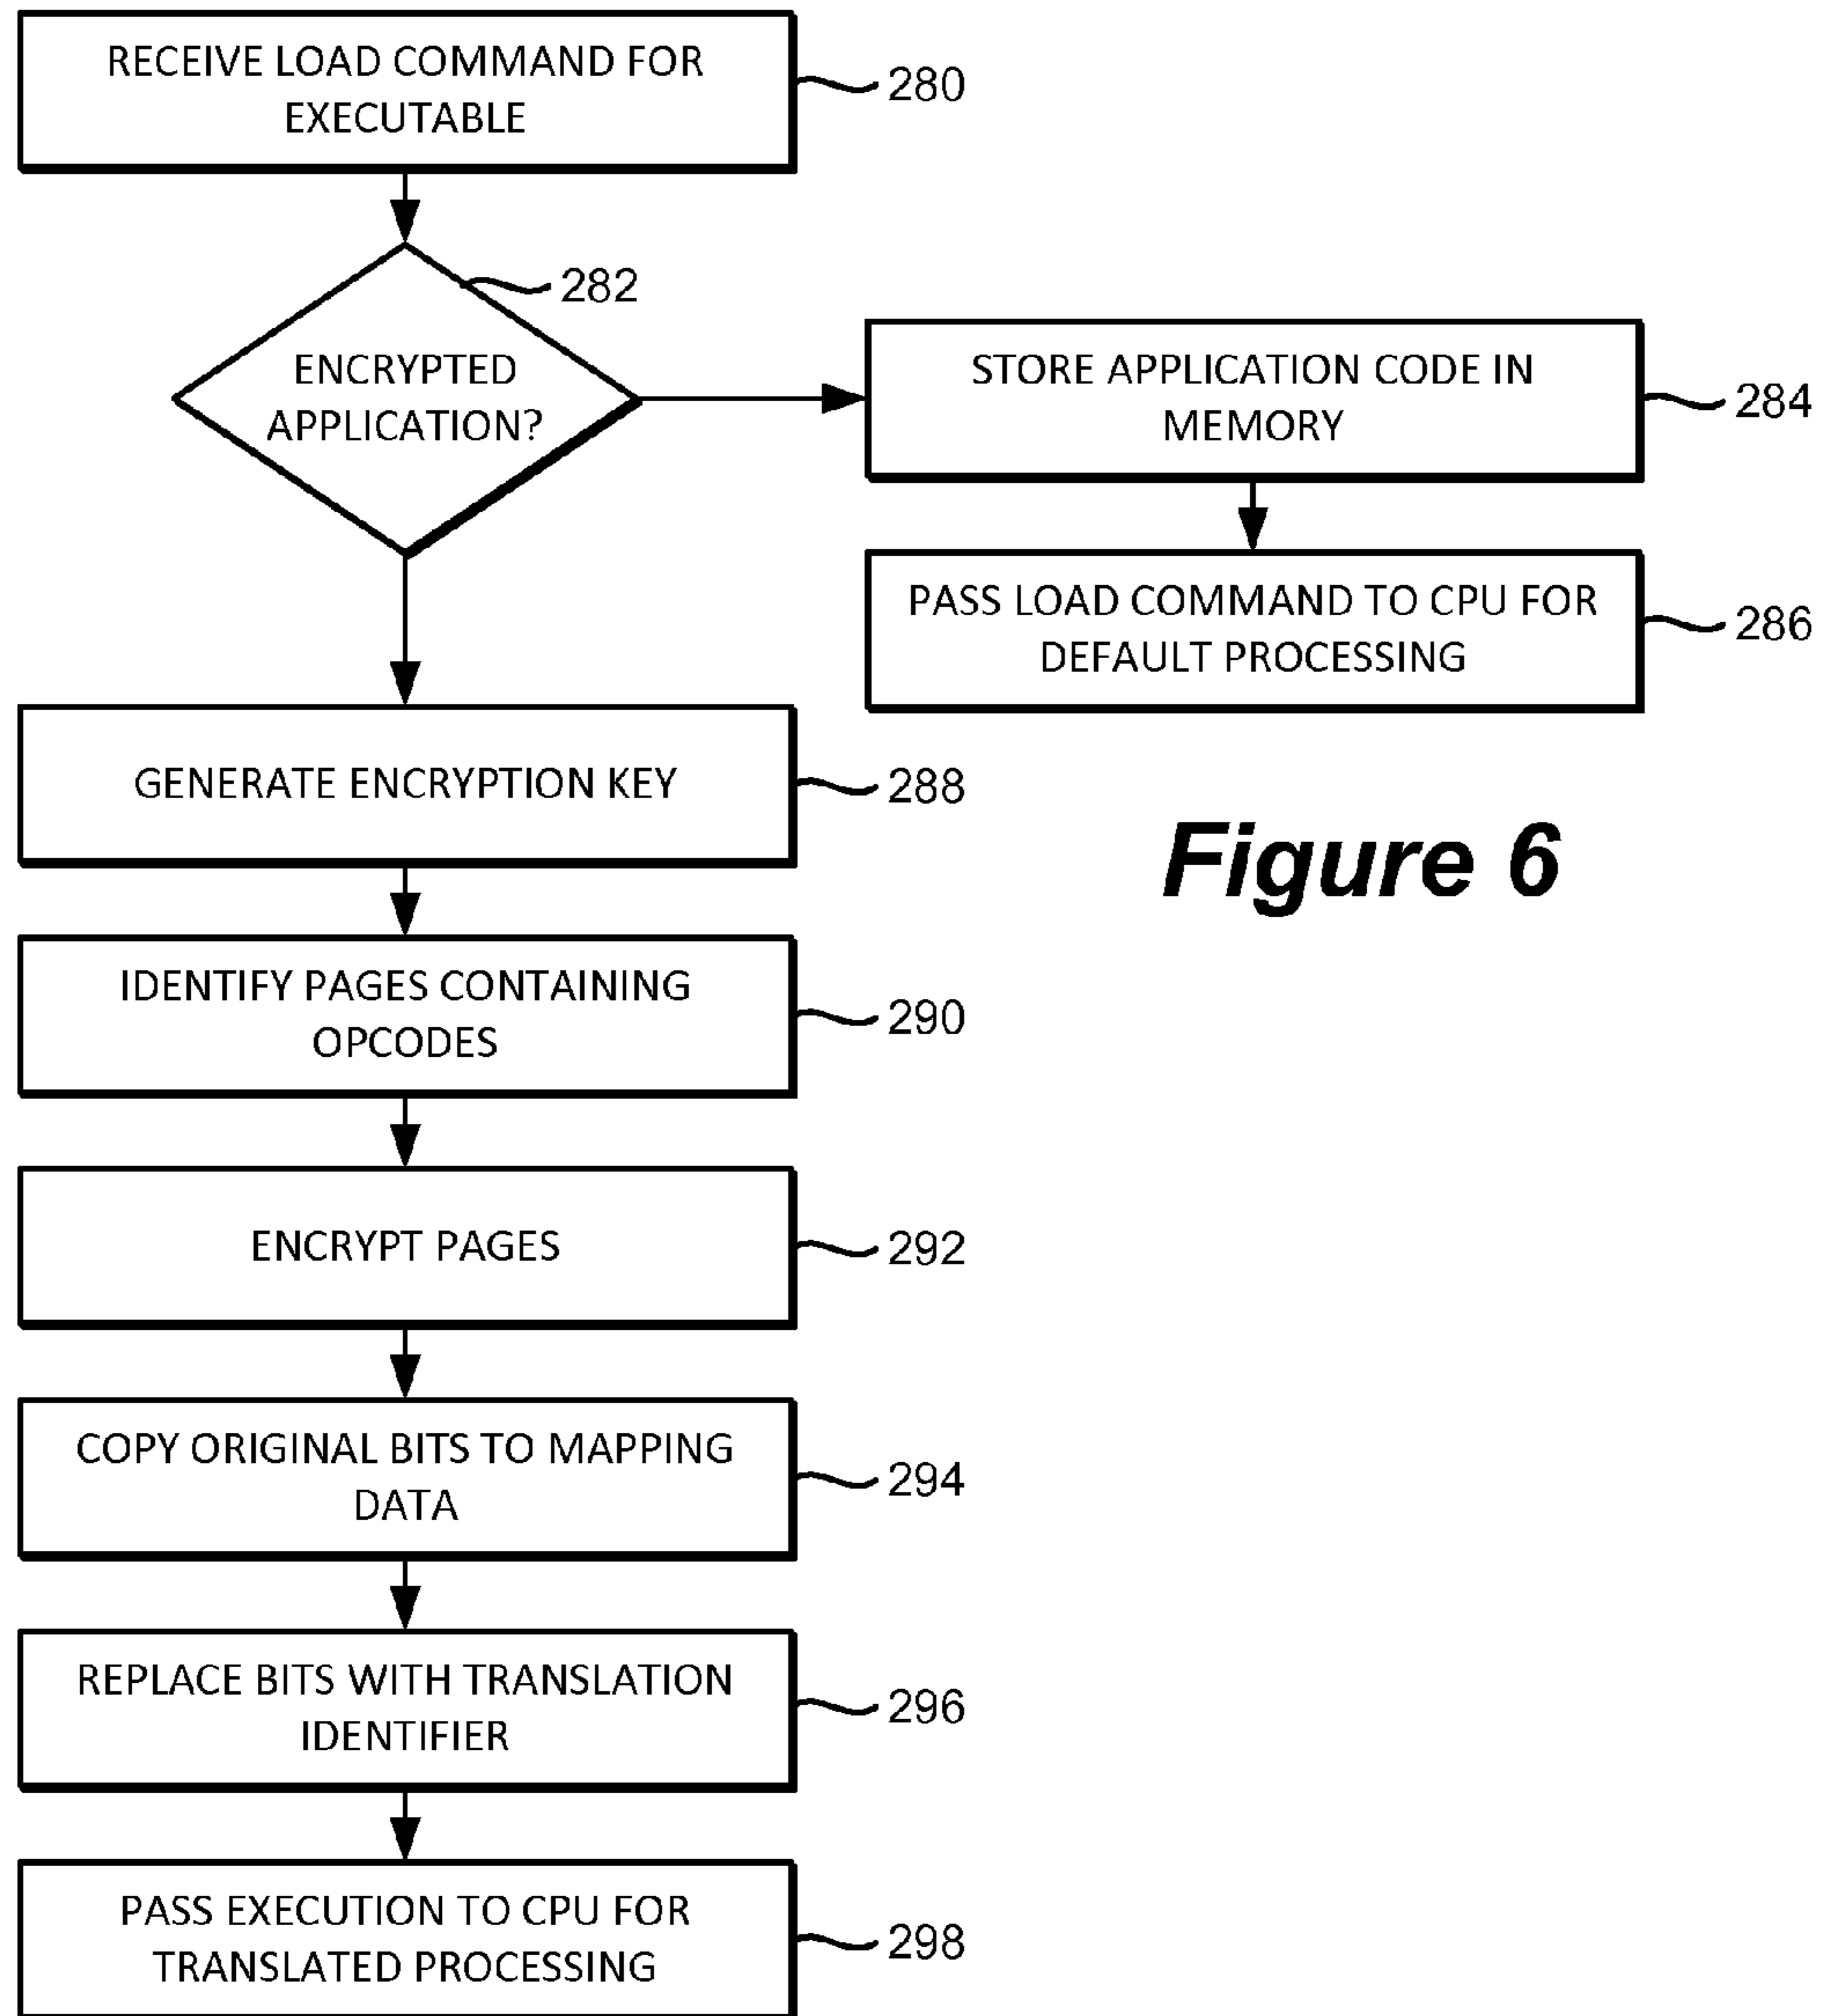 RECEIVE LOAD COMMAND FOR
EXECUTABLE
280
282
ENCRYPTED
APPLICATION?
STORE APPLICATION CODE IN
MEMORY
284
PASS LOAD COMMAND TO CPU FOR
DEFAULT PROCESSING
286
GENERATE ENCRYPTION KEY
288
Figure 6
IDENTIFY PAGES CONTAINING
OPCODES
290
ENCRYPT PAGES
292
COPY ORIGINAL BITS TO MAPPING
DATA
294
REPLACE BITS WITH TRANSLATION
IDENTIFIER
296
PASS EXECUTION TO CPU FOR
TRANSLATED PROCESSING
298